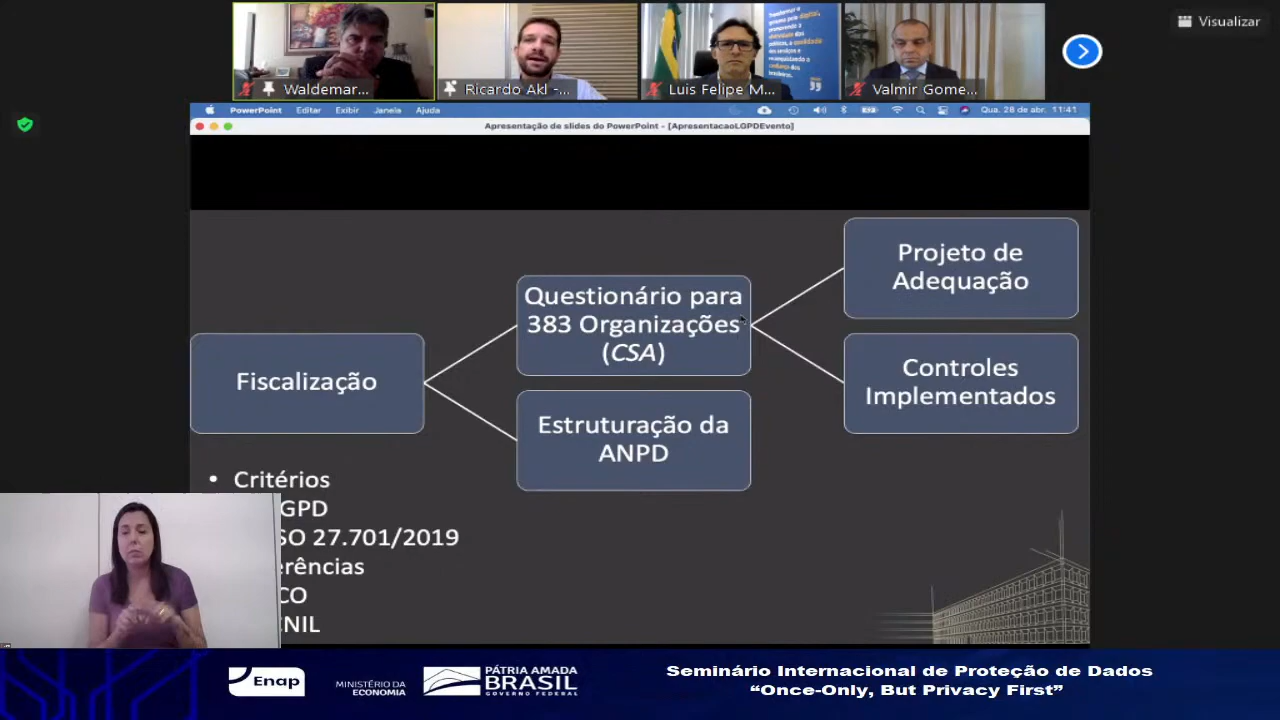 Visualizar
Waldemar...
Ricardo Akl -...
Luis Felipe M...
Valmir Gome...
PowerPoint Editar Exibir Janela Ajuda
Qua. 28 de abr. 11:41
Apresentação de slides do PowerPoint - [ApresentacaoLGPDEvento]
Projeto de
Adequação
Questionário para
383 Organizações
(CSA)
Controles
Implementados
Fiscalização
Estruturação da
ANPD
• Critérios
GPD
SO 27.701/2019
erências
CO
CNIL
Enap
MINISTÉRIO DA
ECONOMIA
PÁTRIA AMADA
BRASIL
GOVERNO FEDERAL
Seminário Internacional de Proteção de Dados
“Once-Only, But Privacy First”